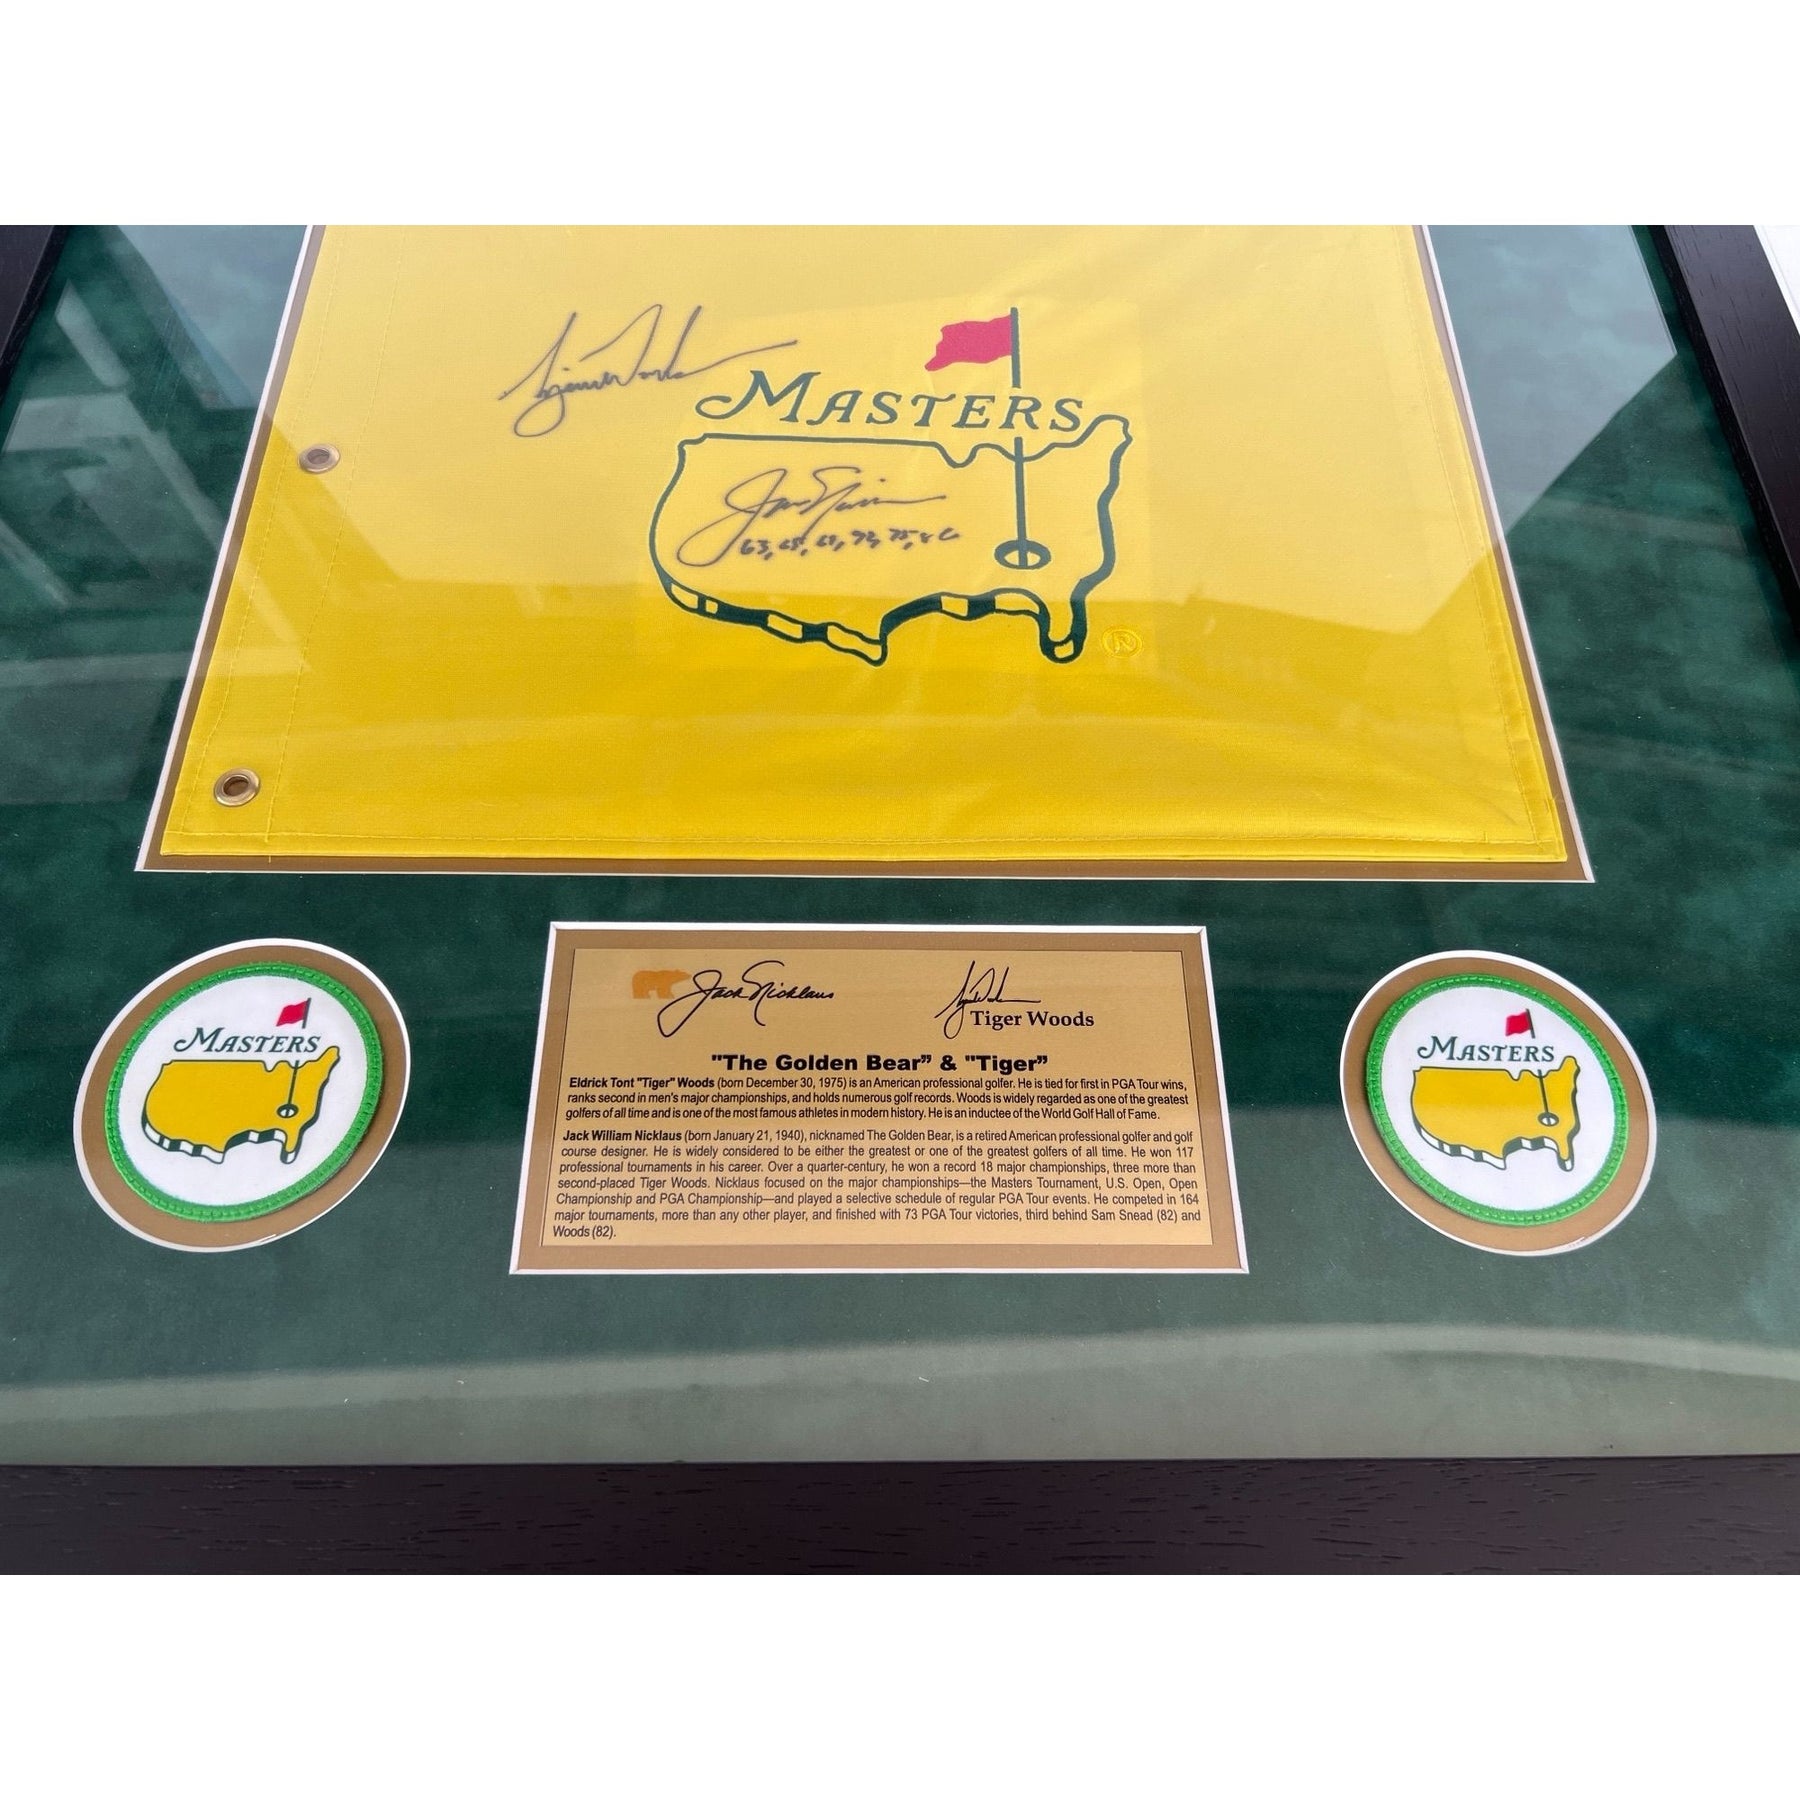 Tiger Woods
MASTERS
Jack Nicklaus
63, 65, 66, 72, 75, 86
®
Jack Nicklaus
Tiger Woods
Tiger Woods
"The Golden Bear” & "Tiger”
Eldrick Tont "Tiger" Woods (born December 30, 1975) is an American professional golfer. He is tied for first in PGA Tour wins,
ranks second in men's major championships, and holds numerous golf records. Woods is widely regarded as one of the greatest
golfers of all time and is one of the most famous athletes in modern history. He is an inductee of the World Golf Hall of Fame.
Jack William Nicklaus (born January 21, 1940), nicknamed The Golden Bear, is a retired American professional golfer and golf
course designer. He is widely considered to be either the greatest or one of the greatest golfers of all time. He won 117
professional tournaments in his career. Over a quarter-century, he won a record 18 major championships, three more than
second-placed Tiger Woods. Nicklaus focused on the major championships—the Masters Tournament, U.S. Open, Open
Championship and PGA Championship—and played a selective schedule of regular PGA Tour events. He competed in 164
major tournaments, more than any other player, and finished with 73 PGA Tour victories, third behind Sam Snead (82) and
Woods (82).
MASTERS
MASTERS